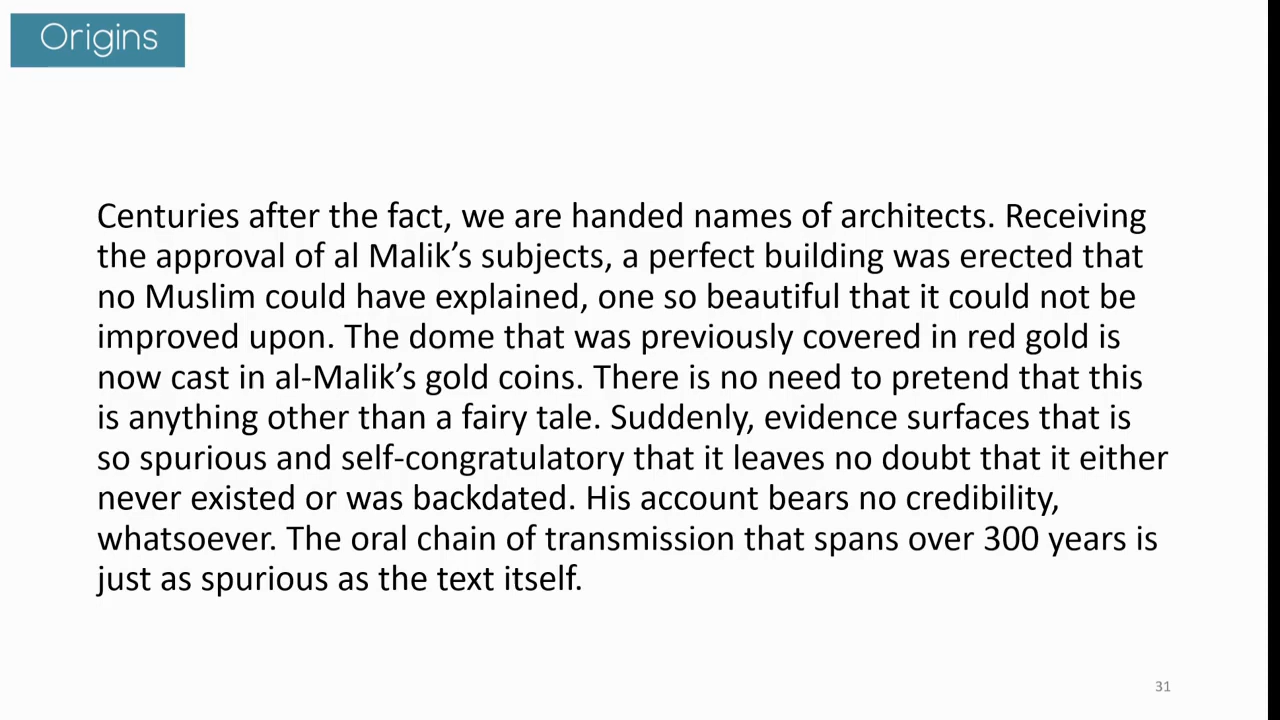 Origins
Centuries after the fact, we are handed names of architects. Receiving
the approval of al Malik’s subjects, a perfect building was erected that
no Muslim could have explained, one so beautiful that it could not be
improved upon. The dome that was previously covered in red gold is
now cast in al-Malik’s gold coins. There is no need to pretend that this
is anything other than a fairy tale. Suddenly, evidence surfaces that is
so spurious and self-congratulatory that it leaves no doubt that it either
never existed or was backdated. His account bears no credibility,
whatsoever. The oral chain of transmission that spans over 300 years is
just as spurious as the text itself.
31